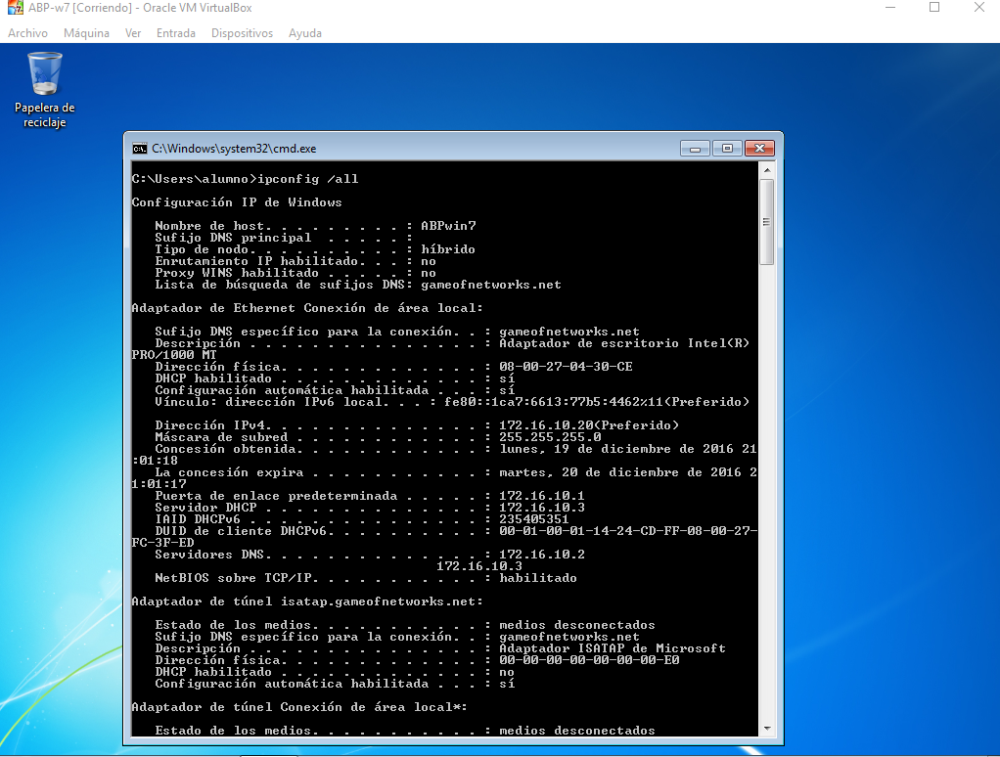 ABP-w7 [Corriendo] - Oracle VM VirtualBox
Archivo Máquina Ver Entrada Dispositivos Ayuda
Papelera de
reciclaje
C:\Windows\system32\cmd.exe
C:\Users\alumno>ipconfig /all
Configuración IP de Windows
Nombre de host. . . . . . . . . : ABPwin7
Sufijo DNS principal . . . . . :
Tipo de nodo. . . . . . . . . . : híbrido
Enrutamiento IP habilitado. . . : no
Proxy WINS habilitado . . . . . : no
Lista de búsqueda de sufijos DNS: gameofnetworks.net
Adaptador de Ethernet Conexión de área local:
Sufijo DNS específico para la conexión. . : gameofnetworks.net
Descripción . . . . . . . . . . . . . . . : Adaptador de escritorio Intel(R)
PRO/1000 MT
Dirección física. . . . . . . . . . . . . : 08-00-27-04-30-CE
DHCP habilitado . . . . . . . . . . . . . : sí
Configuración automática habilitada . . . : sí
Vínculo: dirección IPv6 local. . . : fe80::1ca7:6613:77b5:4462%11(Preferido)
Dirección IPv4. . . . . . . . . . . . . . : 172.16.10.20(Preferido)
Máscara de subred . . . . . . . . . . . . : 255.255.255.0
Concesión obtenida. . . . . . . . . . . . : lunes, 19 de diciembre de 2016 21
:01:18
La concesión expira . . . . . . . . . . . : martes, 20 de diciembre de 2016 2
1:01:17
Puerta de enlace predeterminada . . . . . : 172.16.10.1
Servidor DHCP . . . . . . . . . . . . . . : 172.16.10.3
IAID DHCPv6 . . . . . . . . . . . . . . . : 235405351
DUID de cliente DHCPv6. . . . . . . . . . : 00-01-00-01-14-24-CD-FF-08-00-27-
FC-3F-ED
Servidores DNS. . . . . . . . . . . . . . : 172.16.10.2
172.16.10.3
NetBIOS sobre TCP/IP. . . . . . . . . . . : habilitado
Adaptador de túnel isatap.gameofnetworks.net:
Estado de los medios. . . . . . . . . . . : medios desconectados
Sufijo DNS específico para la conexión. . : gameofnetworks.net
Descripción . . . . . . . . . . . . . . . : Adaptador ISATAP de Microsoft
Dirección física. . . . . . . . . . . . . : 00-00-00-00-00-00-00-E0
DHCP habilitado . . . . . . . . . . . . . : no
Configuración automática habilitada . . . : sí
Adaptador de túnel Conexión de área local*:
Estado de los medios. . . . . . . . . . . : medios desconectados